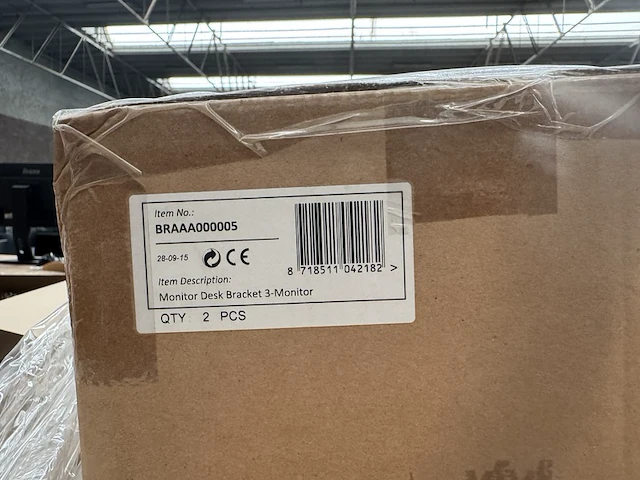 Item No.:
BRAAA000005
28-09-15
CE
8 718511 042182 >
Item Description:
Monitor Desk Bracket 3-Monitor
QTY 2 PCS